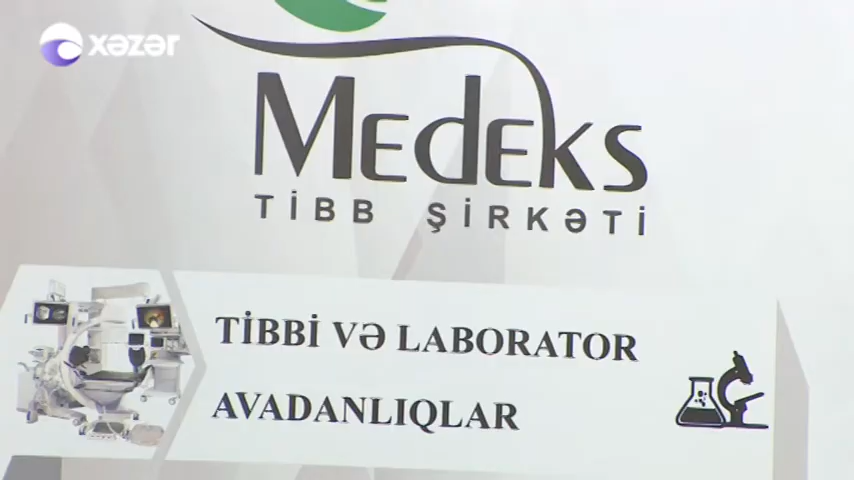 xəzər
MEDEKS
TİBB ŞİRKƏTİ
TİBBİ VƏ LABORATOR
AVADANLIQLAR